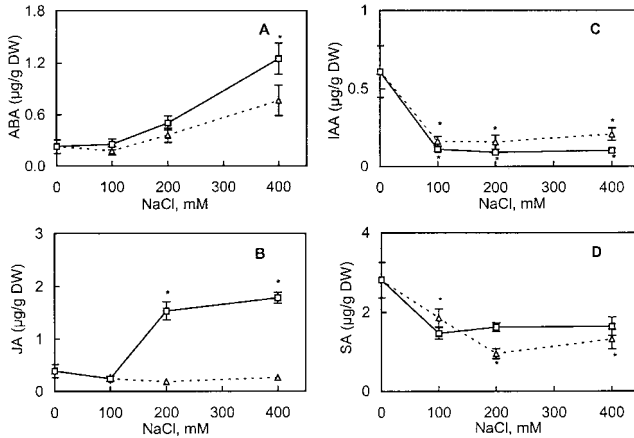 A
ABA (µg/g DW)
1.8
1.2
0.6
0.0
*
0
100
200
300
400
NaCl, mM
C
IAA (µg/g DW)
1
0.5
0
* * *
* * *
0
100
200
300
400
NaCl, mM
B
JA (µg/g DW)
3
2
1
0
* *
0
100
200
300
400
NaCl, mM
D
SA (µg/g DW)
4
2
0
*
* *
0
100
200
300
400
NaCl, mM